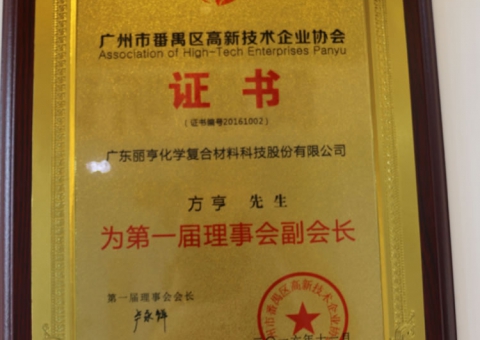 广州市番禺区高新技术企业协会
Association of High-Tech Enterprises Panyu
证书
（证书编号20161002）
广东丽亨化学复合材料科技股份有限公司
方亨 先生
为第一届理事会副会长
第一届理事会会长